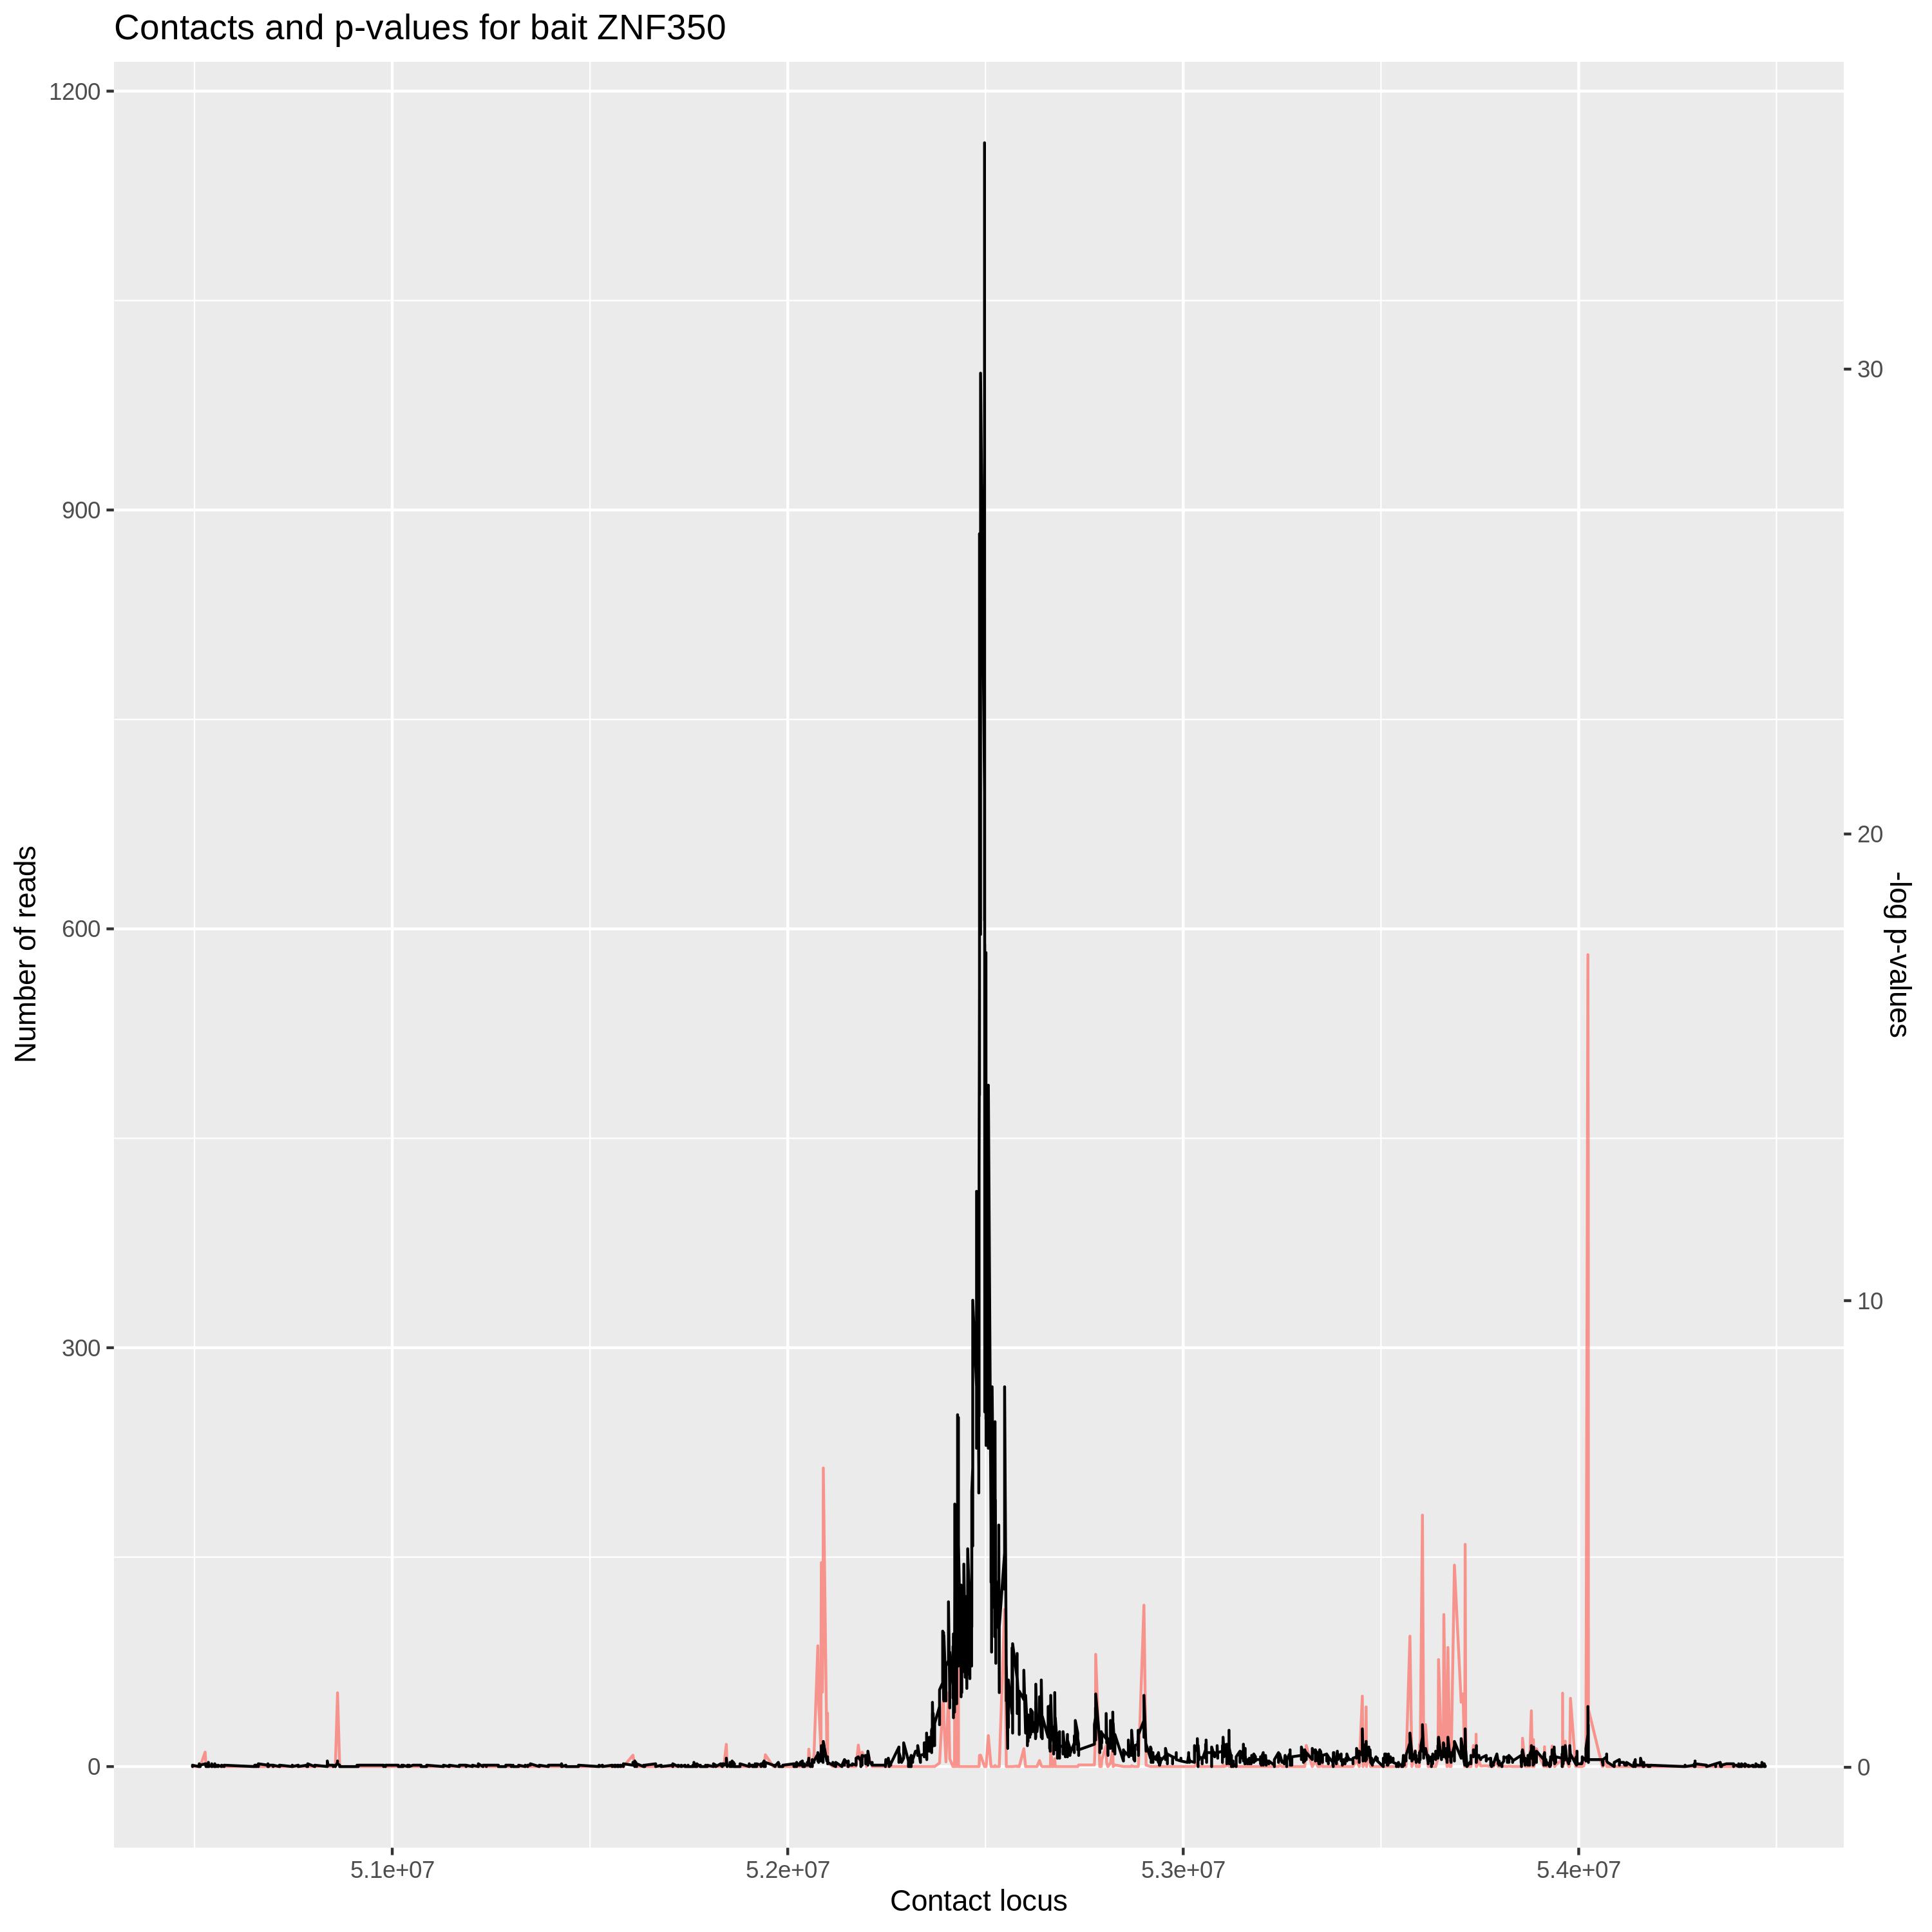 Contacts and p-values for bait ZNF350
1200
900
600
300
0
Number of reads
30
20
10
0
-log p-values
5.1e+07
5.2e+07
5.3e+07
5.4e+07
Contact locus